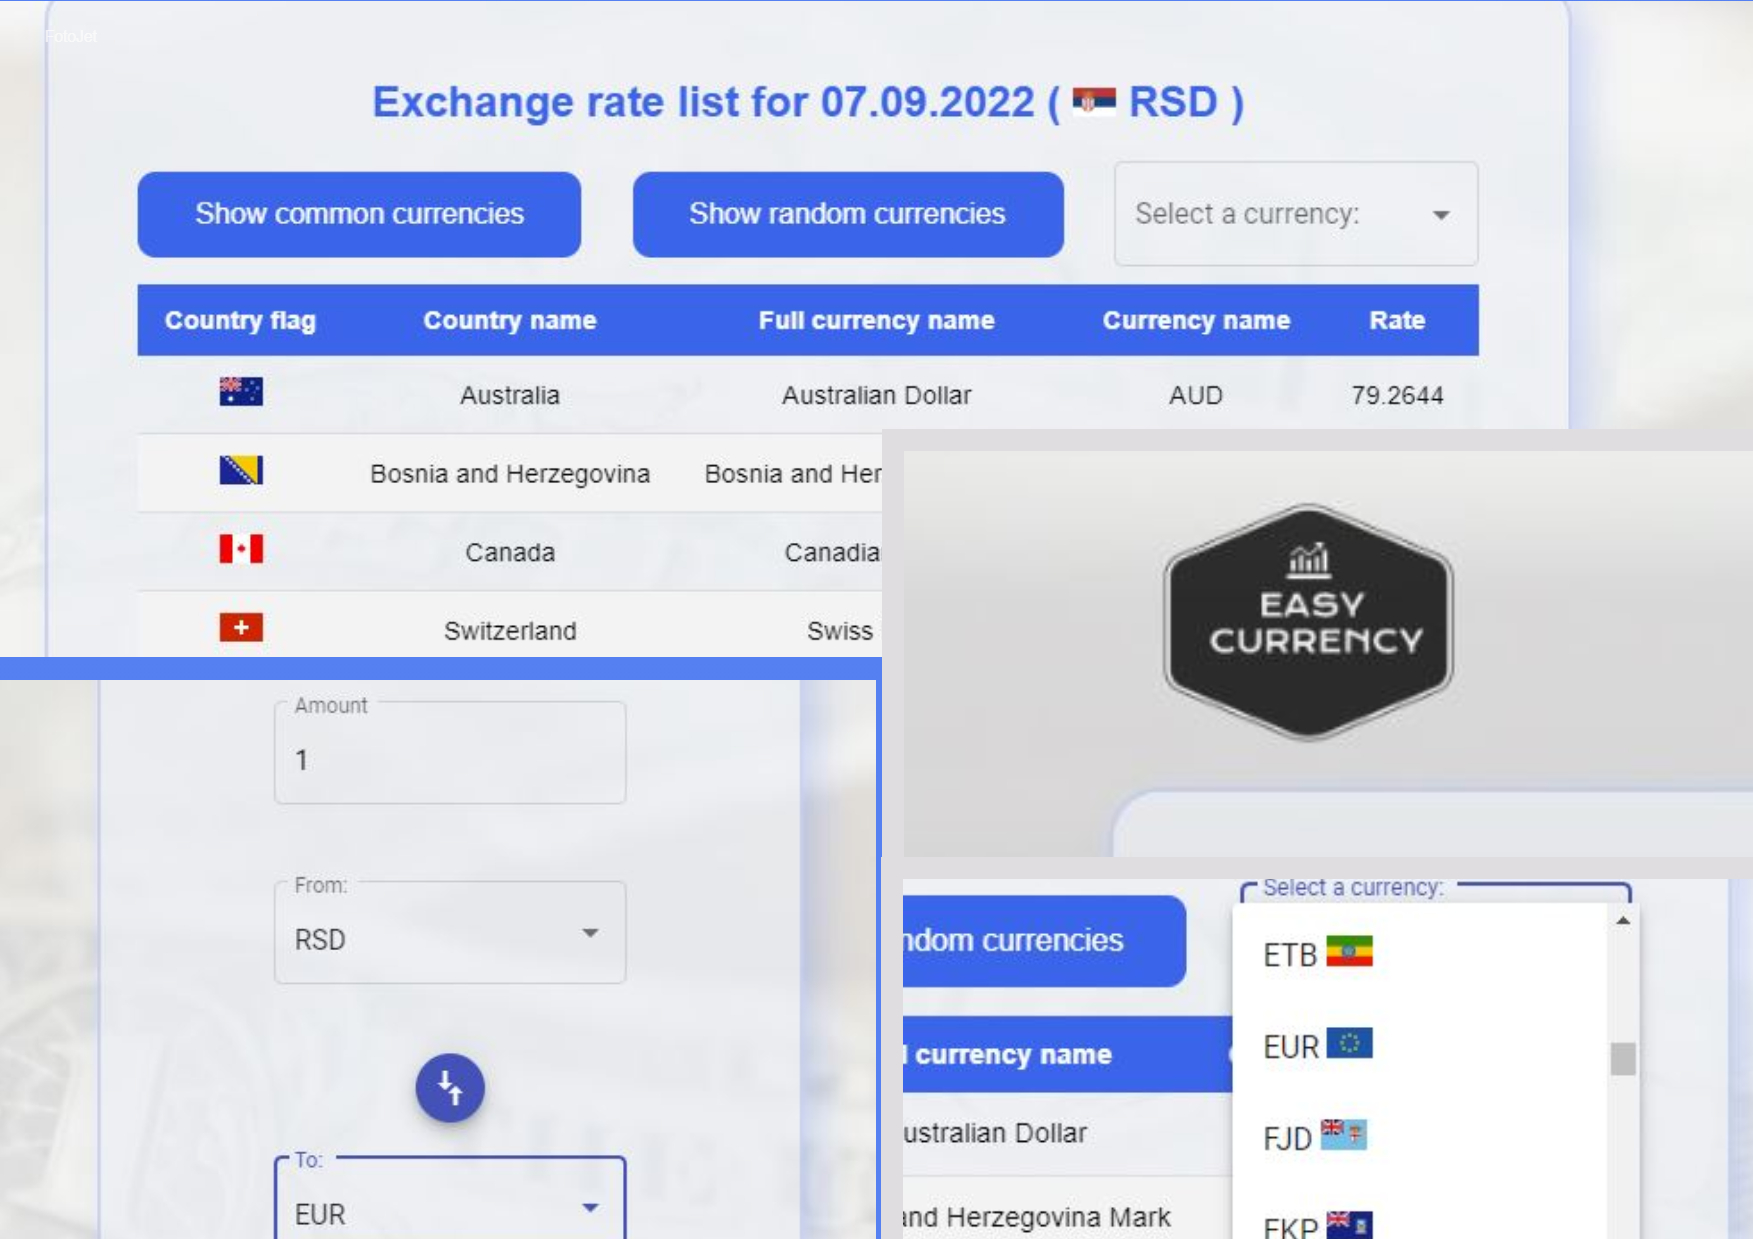 FotoJet
Exchange rate list for 07.09.2022 ( RSD )
Show common currencies
Show random currencies
Select a currency:
Country flag Country name Full currency name Currency name Rate
Australia Australian Dollar AUD 79.2644
Bosnia and Herzegovina Bosnia and Her
Canada Canadia
Switzerland Swiss
EASY
CURRENCY
Amount
1
From:
RSD
To:
EUR
Select a currency:
ndom currencies
ETB
EUR
FJD
FKP
l currency name
ustralian Dollar
and Herzegovina Mark